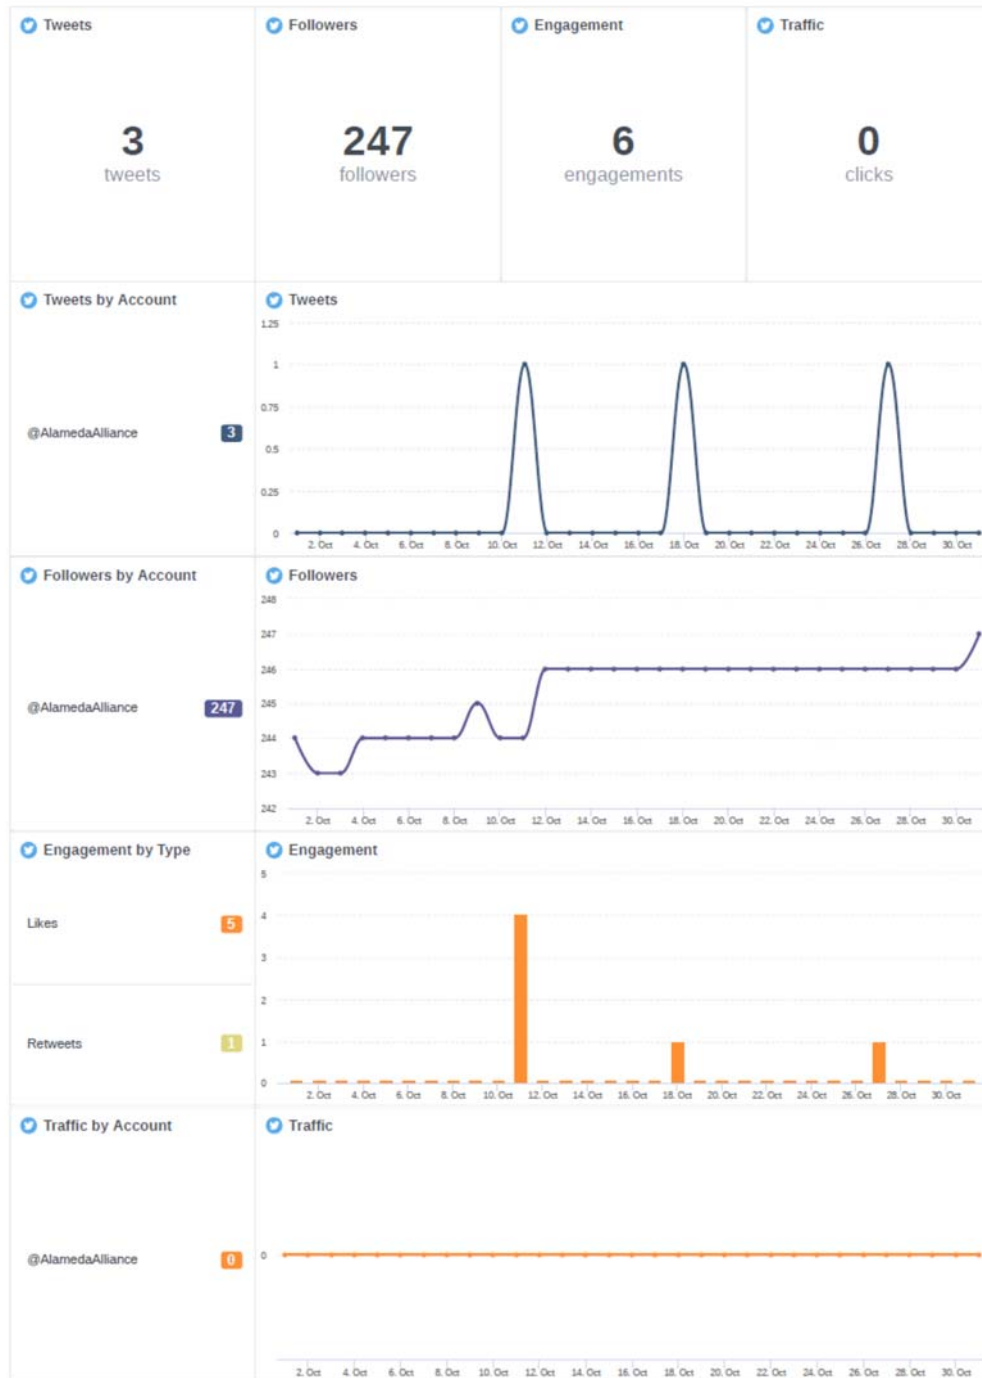 Tweets
Followers
Engagement
Traffic
3
tweets
247
followers
6
engagements
0
clicks
Tweets by Account
@AlamedaAlliance 3
Tweets
1.25
1
0.75
0.5
0.25
0
2. Oct 4. Oct 6. Oct 8. Oct 10. Oct 12. Oct 14. Oct 16. Oct 18. Oct 20. Oct 22. Oct 24. Oct 26. Oct 28. Oct 30. Oct
Followers by Account
@AlamedaAlliance 247
Followers
248
247
246
245
244
243
242
2. Oct 4. Oct 6. Oct 8. Oct 10. Oct 12. Oct 14. Oct 16. Oct 18. Oct 20. Oct 22. Oct 24. Oct 26. Oct 28. Oct 30. Oct
Engagement by Type
Likes 5
Retweets 1
Engagement
5
4
3
2
1
0
2. Oct 4. Oct 6. Oct 8. Oct 10. Oct 12. Oct 14. Oct 16. Oct 18. Oct 20. Oct 22. Oct 24. Oct 26. Oct 28. Oct 30. Oct
Traffic by Account
@AlamedaAlliance 0
Traffic
0
2. Oct 4. Oct 6. Oct 8. Oct 10. Oct 12. Oct 14. Oct 16. Oct 18. Oct 20. Oct 22. Oct 24. Oct 26. Oct 28. Oct 30. Oct